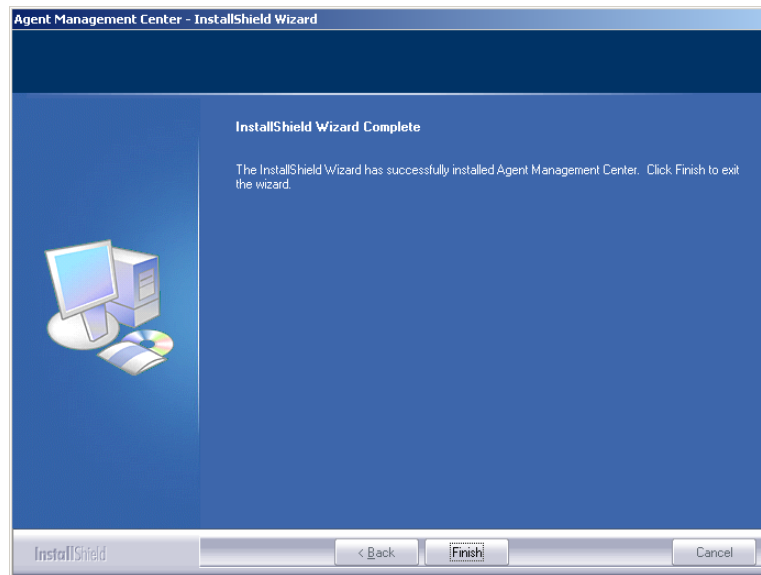 Agent Management Center - InstallShield Wizard
InstallShield Wizard Complete
The InstallShield Wizard has successfully installed Agent Management Center. Click Finish to exit
the wizard.
InstallShield
< Back
Finish
Cancel